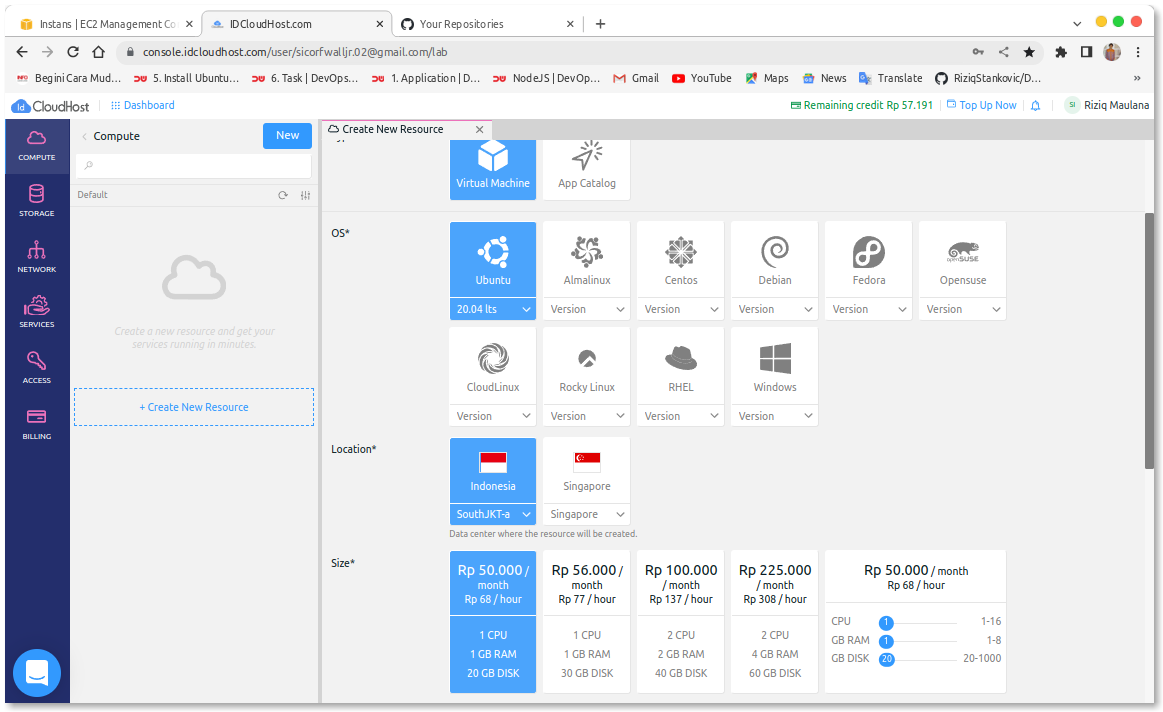 Instans | EC2 Management Co
IDCloudHost.com
Your Repositories
console.idcloudhost.com/user/sicorfwalljr.02@gmail.com/lab
Begini Cara Mud...
5. Install Ubuntu...
6. Task | DevOps...
1. Application | D...
NodeJS | DevOp...
Gmail
YouTube
Maps
News
Translate
RiziqStankovic/D...
»
Id CloudHost
Dashboard
Remaining credit Rp 57.191
Top Up Now
SI
Riziq Maulana
COMPUTE
STORAGE
NETWORK
SERVICES
ACCESS
BILLING
Compute
New
Default
Create a new resource and get your
services running in minutes.
+ Create New Resource
Create New Resource
Virtual Machine
App Catalog
OS*
Ubuntu
Almalinux
Centos
Debian
Fedora
openSUSE
Opensuse
20.04 lts
Version
Version
Version
Version
Version
CloudLinux
Rocky Linux
RHEL
Windows
Version
Version
Version
Version
Location*
Indonesia
Singapore
SouthJKT-a
Singapore
Data center where the resource will be created.
Size*
Rp 50.000 /
month
Rp 68 / hour
1 CPU
1 GB RAM
20 GB DISK
Rp 56.000 /
month
Rp 77 / hour
1 CPU
1 GB RAM
30 GB DISK
Rp 100.000
/ month
Rp 137 / hour
2 CPU
2 GB RAM
40 GB DISK
Rp 225.000
/ month
Rp 308 / hour
2 CPU
4 GB RAM
60 GB DISK
Rp 50.000 / month
Rp 68 / hour
CPU 1 1-16
GB RAM 1 1-8
GB DISK 20 20-1000